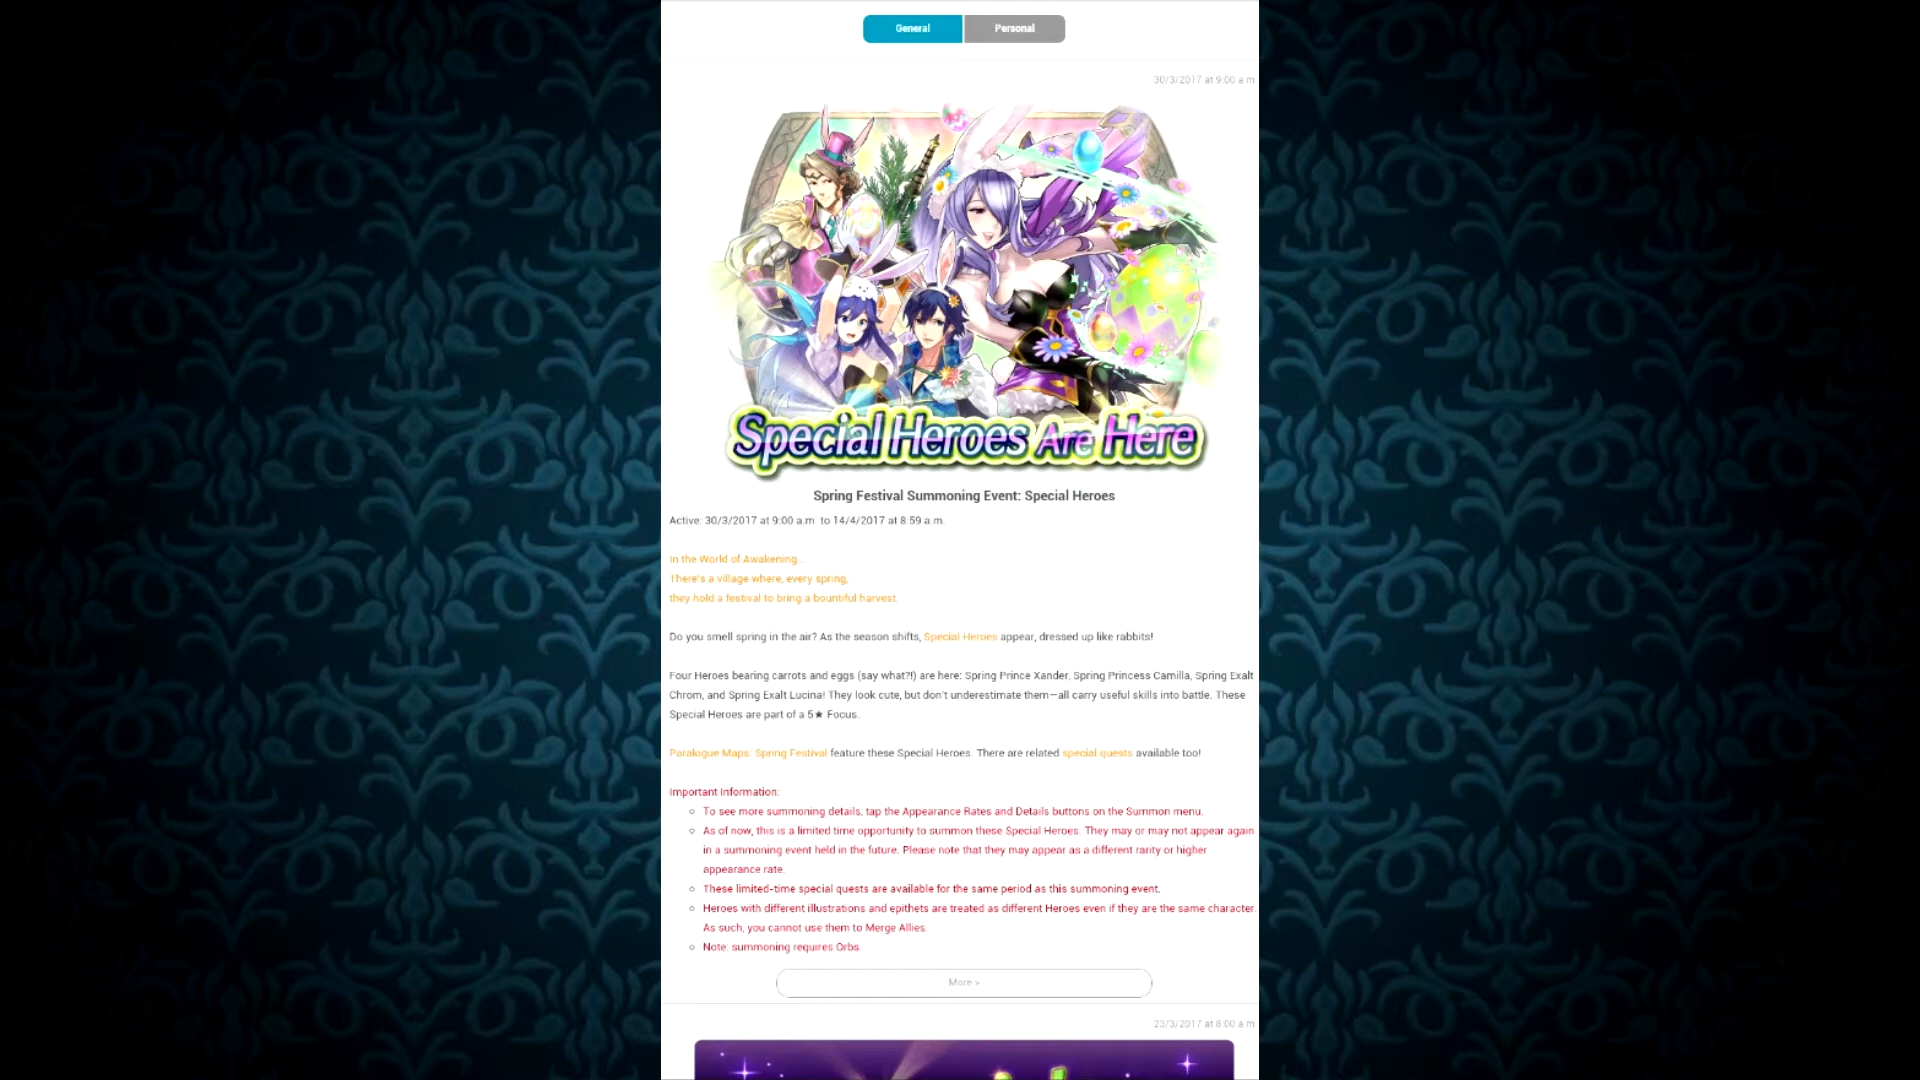 General
Personal
30/3/2017 at 9:00 a.m
Special Heroes Are Here
Spring Festival Summoning Event: Special Heroes
Active: 30/3/2017 at 9:00 a.m to 14/4/2017 at 8:59 a.m.
In the World of Awakening...
There's a village where, every spring,
they hold a festival to bring a bountiful harvest.
Do you smell spring in the air? As the season shifts, Special Heroes appear, dressed up like rabbits!
Four Heroes bearing carrots and eggs (say what?!) are here: Spring Prince Xander, Spring Princess Camilla, Spring Exalt
Chrom, and Spring Exalt Lucina! They look cute, but don't underestimate them—all carry useful skills into battle. These
Special Heroes are part of a 5★ Focus.
Paralogue Maps: Spring Festival feature these Special Heroes. There are related special quests available too!
Important Information:
○ To see more summoning details, tap the Appearance Rates and Details buttons on the Summon menu.
○ As of now, this is a limited time opportunity to summon these Special Heroes. They may or may not appear again
in a summoning event held in the future. Please note that they may appear as a different rarity or higher
appearance rate.
○ These limited-time special quests are available for the same period as this summoning event.
○ Heroes with different illustrations and epithets are treated as different Heroes even if they are the same character.
As such, you cannot use them to Merge Allies.
○ Note: summoning requires Orbs.
More >
23/3/2017 at 8:00 a.m